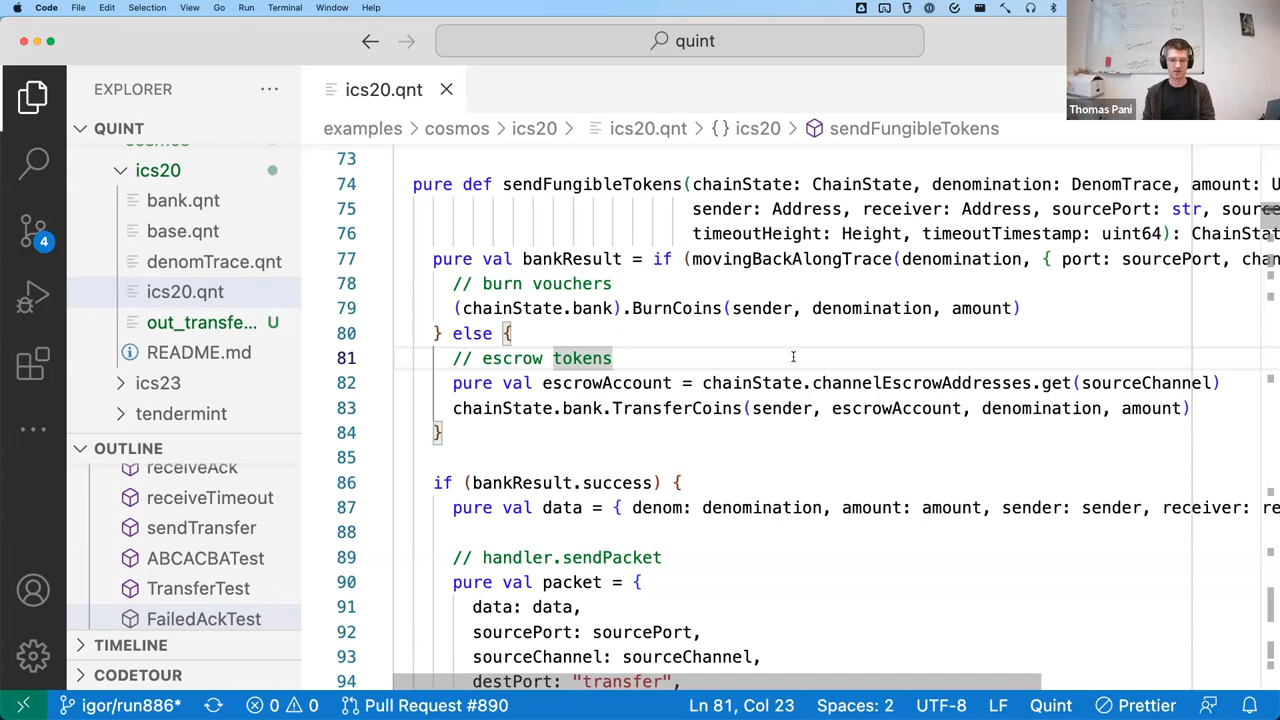 Code File Edit Selection View Go Run Terminal Window Help
quint
Thomas Pani
EXPLORER
QUINT
ics20
bank.qnt
base.qnt
denomTrace.qnt
ics20.qnt
out_transfe... U
README.md
ics23
tendermint
OUTLINE
receiveAck
receiveTimeout
sendTransfer
ABCACBATest
TransferTest
FailedAckTest
TIMELINE
CODETOUR
4
ics20.qnt
examples > cosmos > ics20 > ics20.qnt > {} ics20 > sendFungibleTokens
73
74 pure def sendFungibleTokens(chainState: ChainState, denomination: DenomTrace, amount: U
75 sender: Address, receiver: Address, sourcePort: str, source
76 timeoutHeight: Height, timeoutTimestamp: uint64): ChainSta
77 pure val bankResult = if (movingBackAlongTrace(denomination, { port: sourcePort, chan
78 // burn vouchers
79 (chainState.bank).BurnCoins(sender, denomination, amount)
80 } else {
81 // escrow tokens
82 pure val escrowAccount = chainState.channelEscrowAddresses.get(sourceChannel)
83 chainState.bank.TransferCoins(sender, escrowAccount, denomination, amount)
84 }
85
86 if (bankResult.success) {
87 pure val data = { denom: denomination, amount: amount, sender: sender, receiver: re
88
89 // handler.sendPacket
90 pure val packet = {
91 data: data,
92 sourcePort: sourcePort,
93 sourceChannel: sourceChannel,
94 destPort: "transfer",
igor/run886* 0 0 Pull Request #890 Ln 81, Col 23 Spaces: 2 UTF-8 LF Quint Prettier